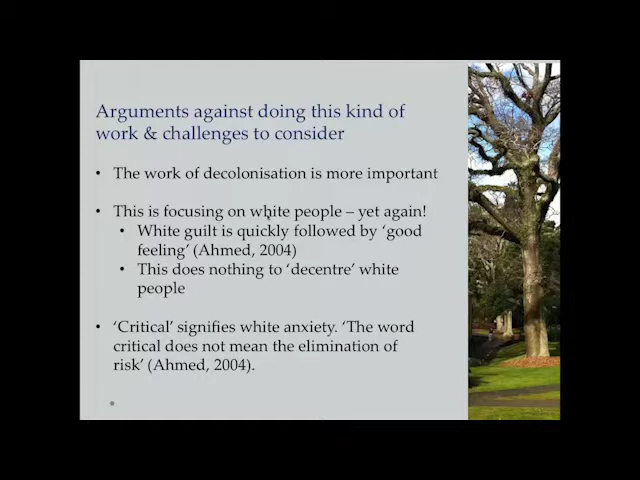 Arguments against doing this kind of
work & challenges to consider
• The work of decolonisation is more important
• This is focusing on white people – yet again!
• White guilt is quickly followed by ‘good
feeling’ (Ahmed, 2004)
• This does nothing to ‘decentre’ white
people
• ‘Critical’ signifies white anxiety. ‘The word
critical does not mean the elimination of
risk’ (Ahmed, 2004).